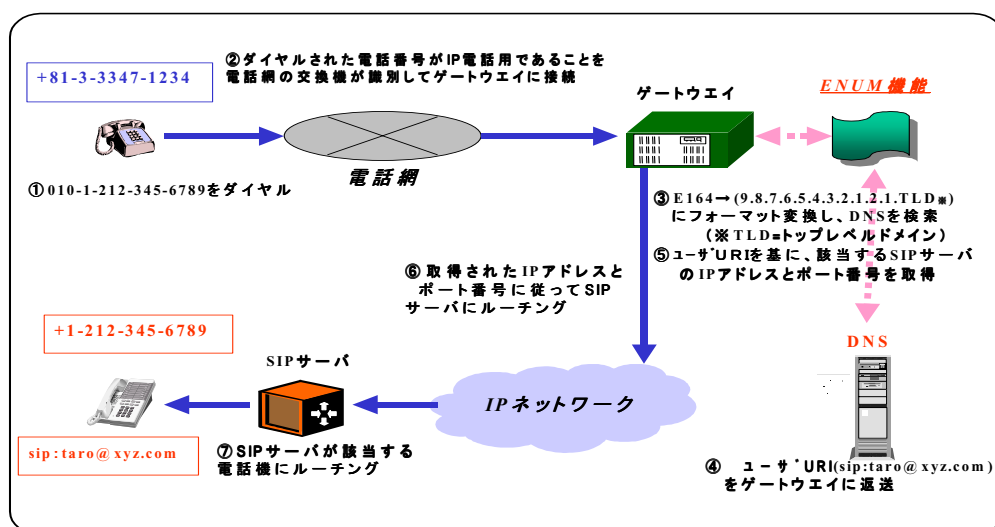 +81-3-3347-1234
②ダイヤルされた電話番号がIP電話用であることを
電話網の交換機が識別してゲートウエイに接続
ゲートウエイ
ENUM機能
電話網
①010-1-212-345-6789をダイヤル
③E164→(9.8.7.6.5.4.3.2.1.2.1.TLD※)
にフォーマット変換し、DNSを検索
(※TLD=トップレベルドメイン)
⑤ユーザURIを基に、該当するSIPサーバ
のIPアドレスとポート番号を取得
⑥取得されたIPアドレスと
ポート番号に従ってSIP
サーバにルーチング
+1-212-345-6789
SIPサーバ
IPネットワーク
DNS
sip:taro@xyz.com
⑦SIPサーバが該当する
電話機にルーチング
④ ユーザURI(sip:taro@xyz.com)
をゲートウエイに返送